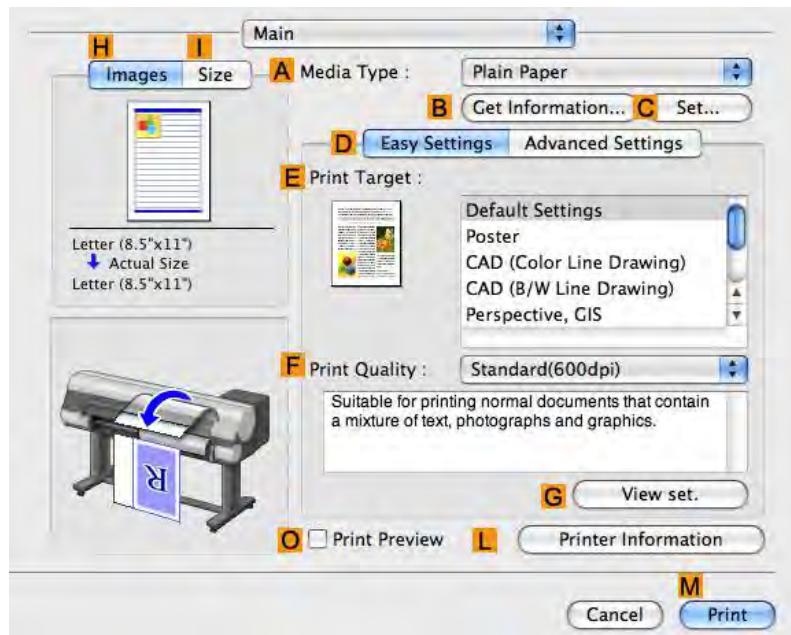 Main
H
I
Images Size
A Media Type : Plain Paper
B Get Information... C Set...
D Easy Settings Advanced Settings
E Print Target :
Default Settings
Poster
CAD (Color Line Drawing)
CAD (B/W Line Drawing)
Perspective, GIS
Letter (8.5"x11")
Actual Size
Letter (8.5"x11")
F Print Quality : Standard(600dpi)
Suitable for printing normal documents that contain
a mixture of text, photographs and graphics.
R
G View set.
O Print Preview L Printer Information
M
Cancel Print